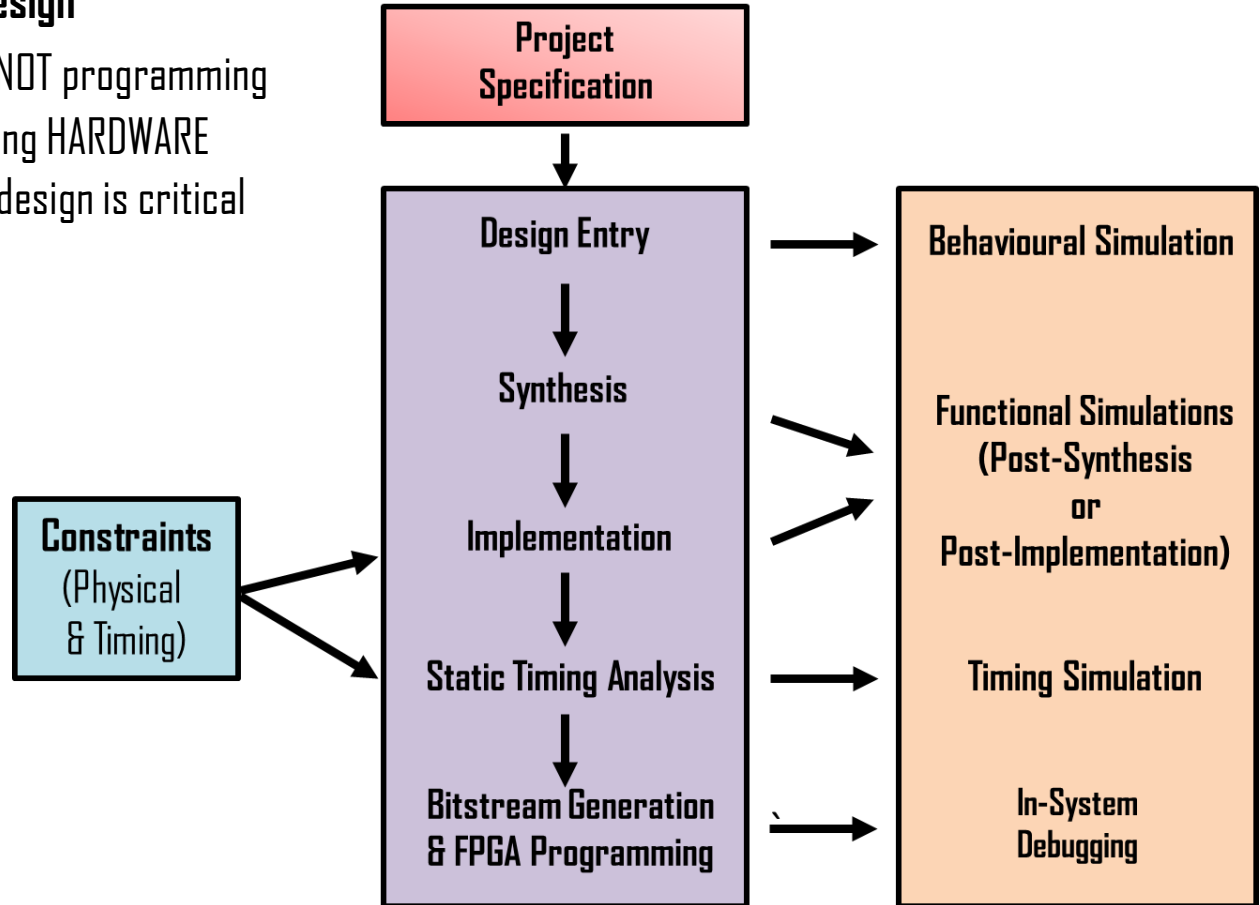 NOT programming
HARDWARE
design is critical
Project
Specification
Design Entry
Behavioural Simulation
Synthesis
Functional Simulations
(Post-Synthesis
or
Post-Implementation)
Implementation
Constraints
(Physical
& Timing)
Static Timing Analysis
Timing Simulation
Bitstream Generation
& FPGA Programming
`
In-System
Debugging